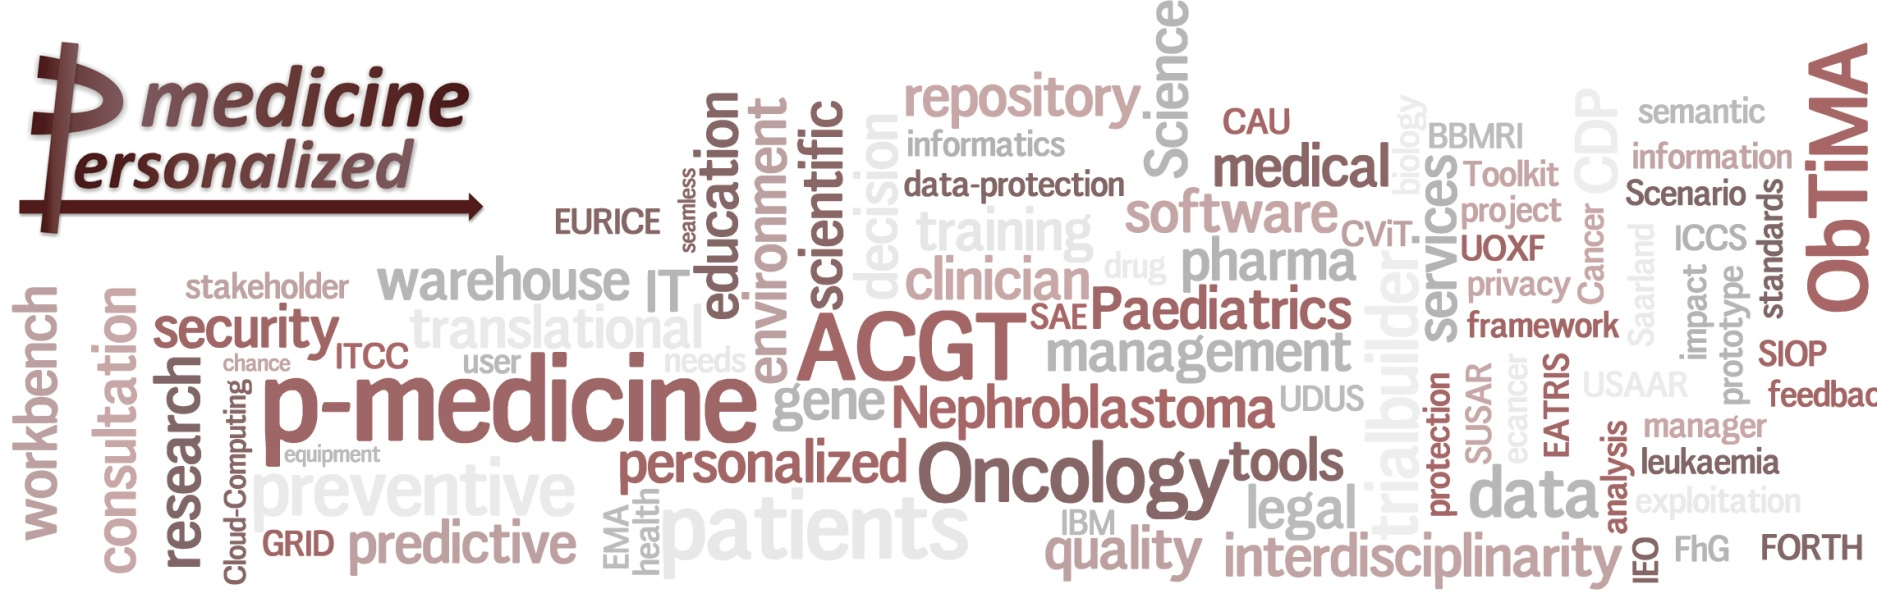 p medicine
ersonalized
Science
ObTiMA
repository
CAU
biology
BBMRI
CDP
semantic
education
environment
scientific
decision
informatics
medical
services
Toolkit
information
seamless
data-protection
Scenario
standards
EURICE
training
software
CViT
project
Cancer
Saarland
ICCS
UOXF
warehouse
IT
clinician
drug
pharma
trialbuilder
privacy
impact
prototype
stakeholder
workbench
consultation
security
translational
ACGT
SAE
Paediatrics
framework
ITCC
chance
user
needs
management
SIOP
research
Cloud-Computing
p-medicine
gene
Nephroblastoma
UDUS
protection
SUSAR
ecancer
EATRIS
USAAR
feedbac
equipment
personalized
Oncology
tools
analysis
manager
leukaemia
preventive
EMA
health
patients
IBM
legal
data
exploitation
GRID
predictive
quality
interdisciplinarity
IEO
FhG
FORTH